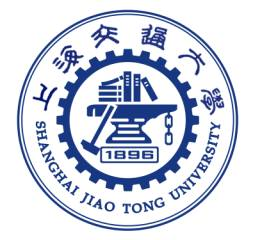 上海交通大學
1896
SHANGHAI JIAO TONG UNIVERSITY